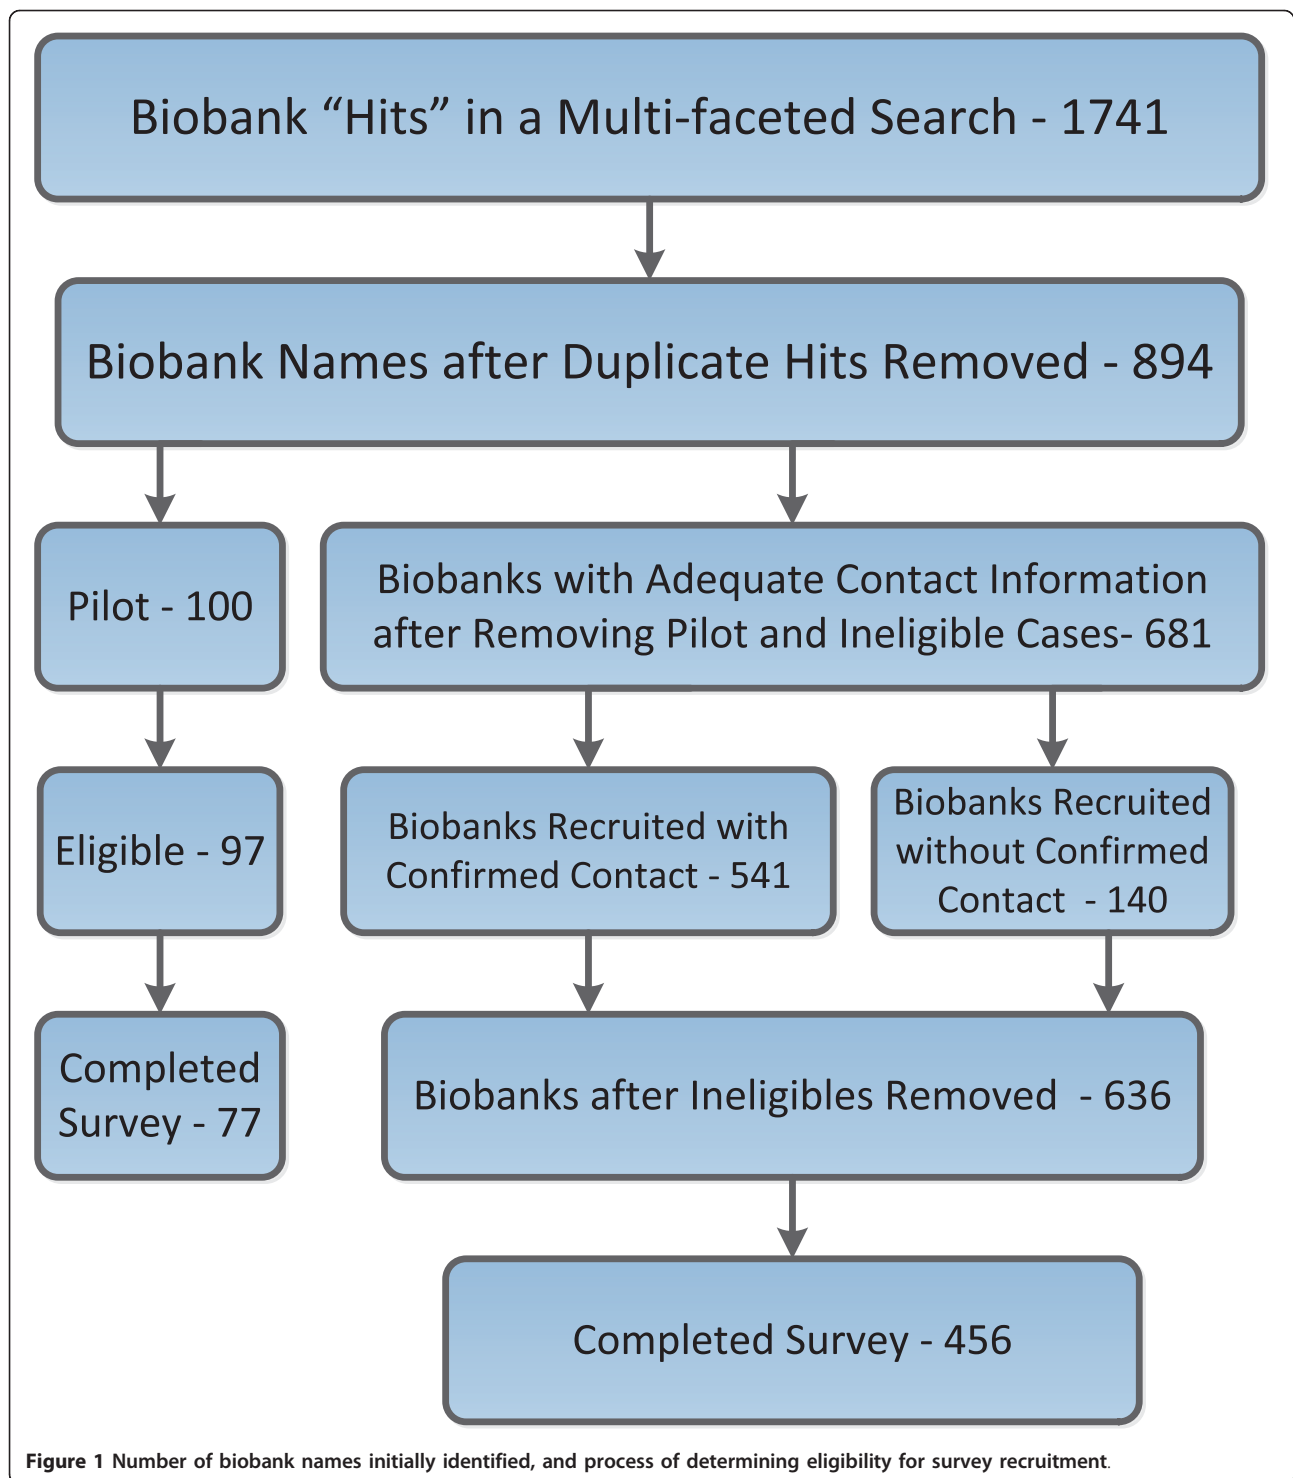 Biobank “Hits” in a Multi-faceted Search - 1741
Biobank Names after Duplicate Hits Removed - 894
Pilot - 100
Biobanks with Adequate Contact Information
after Removing Pilot and Ineligible Cases- 681
Eligible - 97
Biobanks Recruited with
Confirmed Contact - 541
Biobanks Recruited
without Confirmed
Contact - 140
Completed
Survey - 77
Biobanks after Ineligibles Removed - 636
Completed Survey - 456
Figure 1 Number of biobank names initially identified, and process of determining eligibility for survey recruitment.